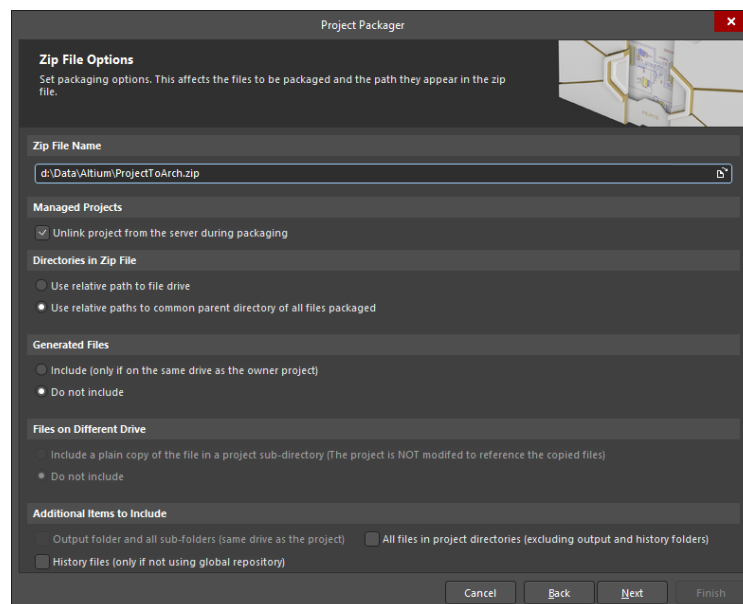 Project Packager
Zip File Options
Set packaging options. This affects the files to be packaged and the path they appear in the zip
file.
Zip File Name
d:\Data\Altium\ProjectToArch.zip
Managed Projects
Unlink project from the server during packaging
Directories in Zip File
Use relative path to file drive
Use relative paths to common parent directory of all files packaged
Generated Files
Include (only if on the same drive as the owner project)
Do not include
Files on Different Drive
Include a plain copy of the file in a project sub-directory (The project is NOT modifed to reference the copied files)
Do not include
Additional Items to Include
Output folder and all sub-folders (same drive as the project) All files in project directories (excluding output and history folders)
History files (only if not using global repository)
Cancel Back Next Finish